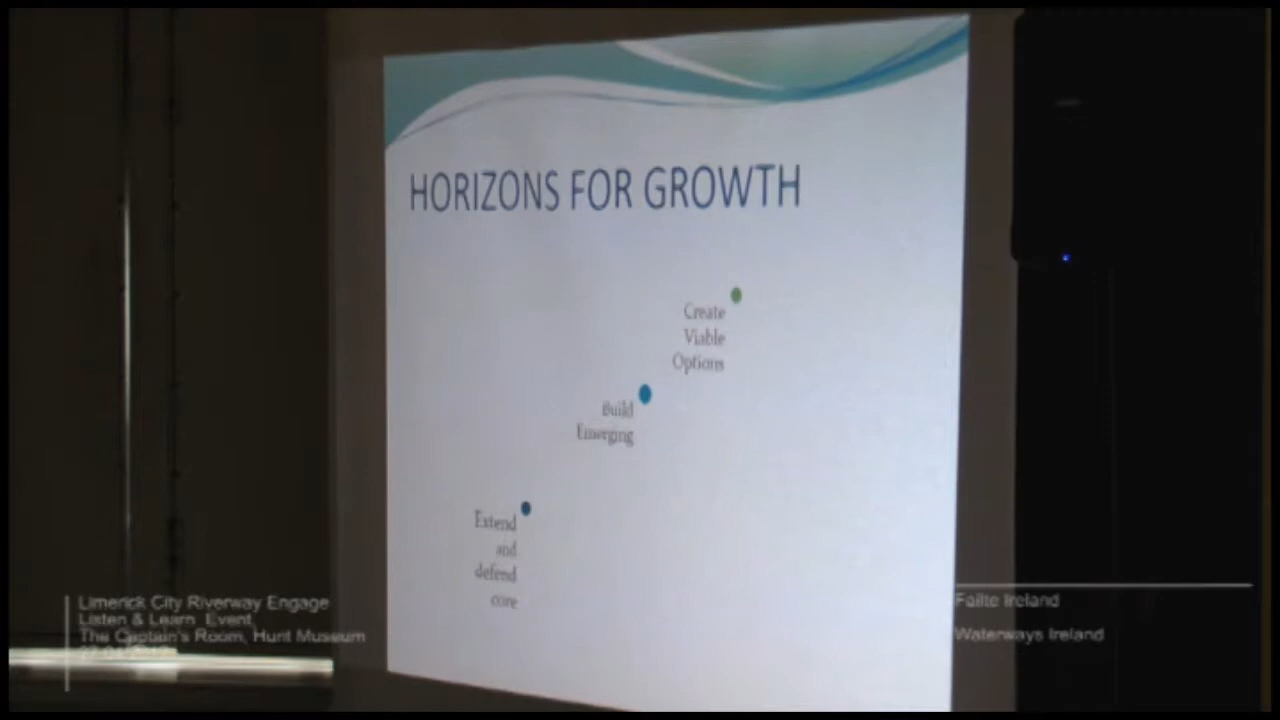 HORIZONS FOR GROWTH
Create
Viable
Options
Build
Emerging
Extend
and
defend
core
Limerick City Riverway Engage
Listen & Learn Event
The Captain's Room, Hunt Museum
Failte Ireland
Waterways Ireland